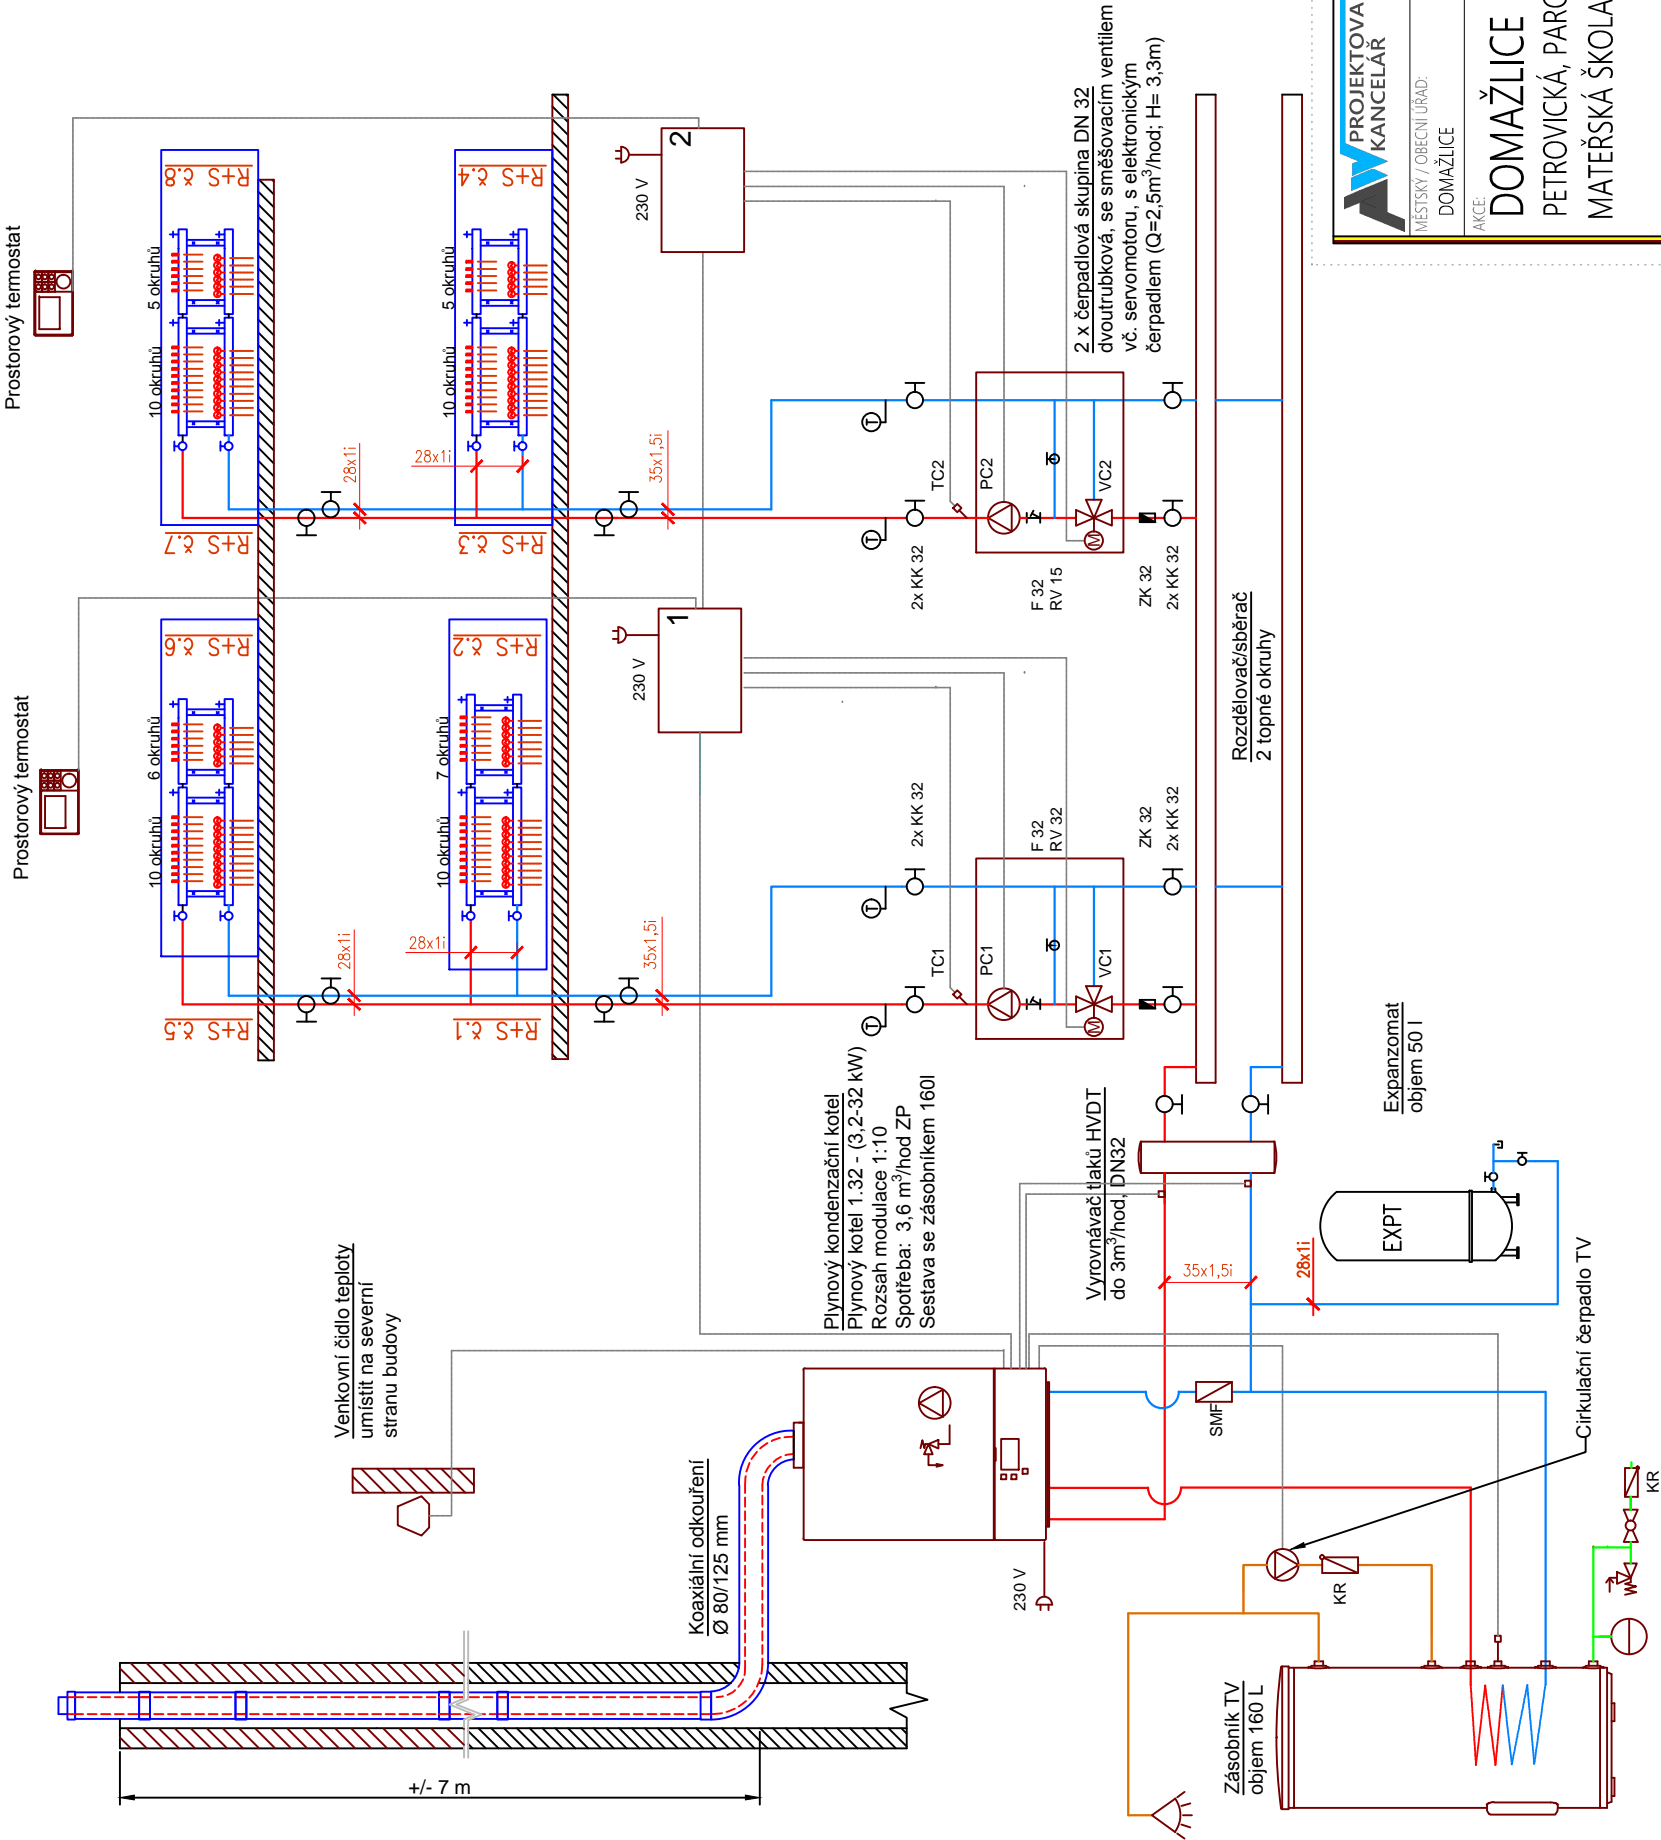 Prostorový termostat
Prostorový termostat
R+S č.5
R+S č.6
R+S č.7
R+S č.8
10 okruhů
6 okruhů
10 okruhů
5 okruhů
28x1i
28x1i
R+S č.1
R+S č.2
R+S č.3
R+S č.4
10 okruhů
7 okruhů
10 okruhů
5 okruhů
28x1i
28x1i
35x1,5i
35x1,5i
230 V
1
230 V
2
Venkovní čidlo teploty
umístit na severní
stranu budovy
Koaxiální odkouření
Ø 80/125 mm
+/- 7 m
Plynový kondenzační kotel
Plynový kotel 1.32 - (3,2-32 kW)
Rozsah modulace 1:10
Spotřeba: 3,6 m³/hod ZP
Sestava se zásobníkem 160l
T
T
T
T
2x KK 32
2x KK 32
TC1
TC2
PC1
PC2
F 32
RV 32
F 32
RV 15
M
VC1
M
VC2
ZK 32
2x KK 32
ZK 32
2x KK 32
2 x čerpadlová skupina DN 32
dvoutrubková, se směšovacím ventilem
vč. servomotoru, s elektronickým
čerpadlem (Q=2,5m³/hod; H= 3,3m)
230 V
Vyrovnávač tlaků HVDT
do 3m³/hod, DN32
Rozdělovač/sběrač
2 topné okruhy
35x1,5i
28x1i
SMF
KR
Expanzomat
objem 50 l
EXPT
Cirkulační čerpadlo TV
Zásobník TV
objem 160 L
KR
PROJEKTOVA
KANCELÁŘ
MĚSTSKÝ / OBECNÍ ÚŘAD:
DOMAŽLICE
AKCE:
DOMAŽLICE
PETROVICKÁ, PARC
MATEŘSKÁ ŠKOLA